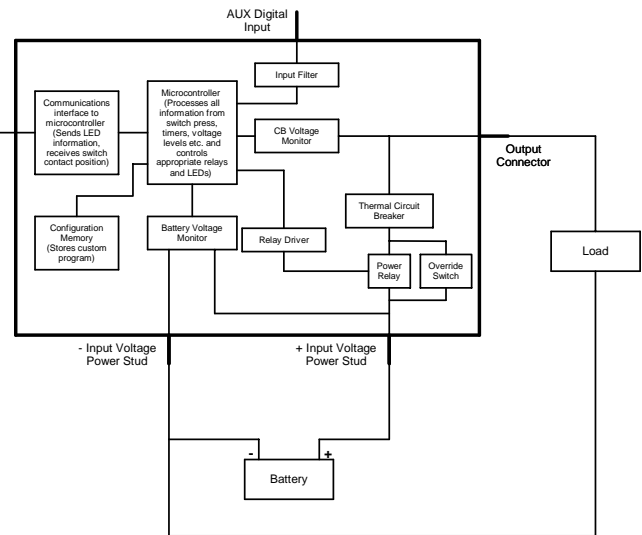 AUX Digital
Input
Input Filter
Communications
interface to
microcontroller
(Sends LED
information,
receives switch
contact position)
Microcontroller
(Processes all
information from
switch press,
timers, voltage
levels etc. and
controls
appropriate relays
and LEDs)
CB Voltage
Monitor
Output
Connector
Thermal Circuit
Breaker
Configuration
Memory
(Stores custom
program)
Battery Voltage
Monitor
Relay Driver
Power
Relay
Override
Switch
Load
- Input Voltage
Power Stud
+ Input Voltage
Power Stud
- +
Battery